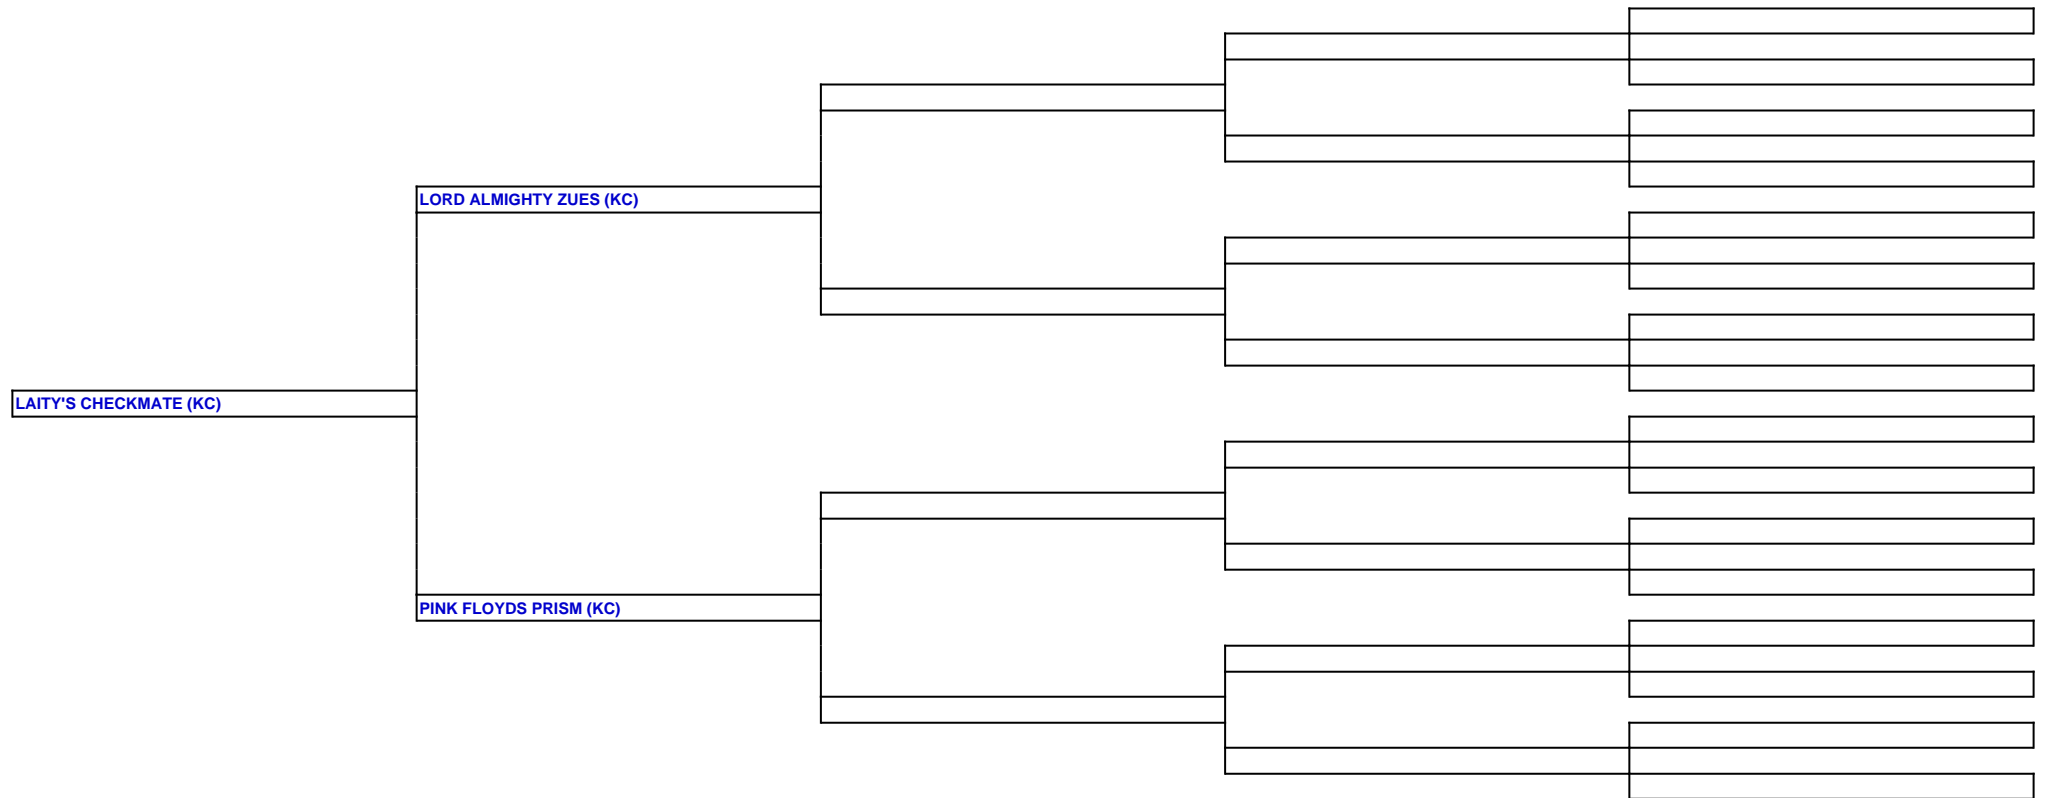 LORD ALMIGHTY ZUES (KC)
LAITY'S CHECKMATE (KC)
PINK FLOYDS PRISM (KC)